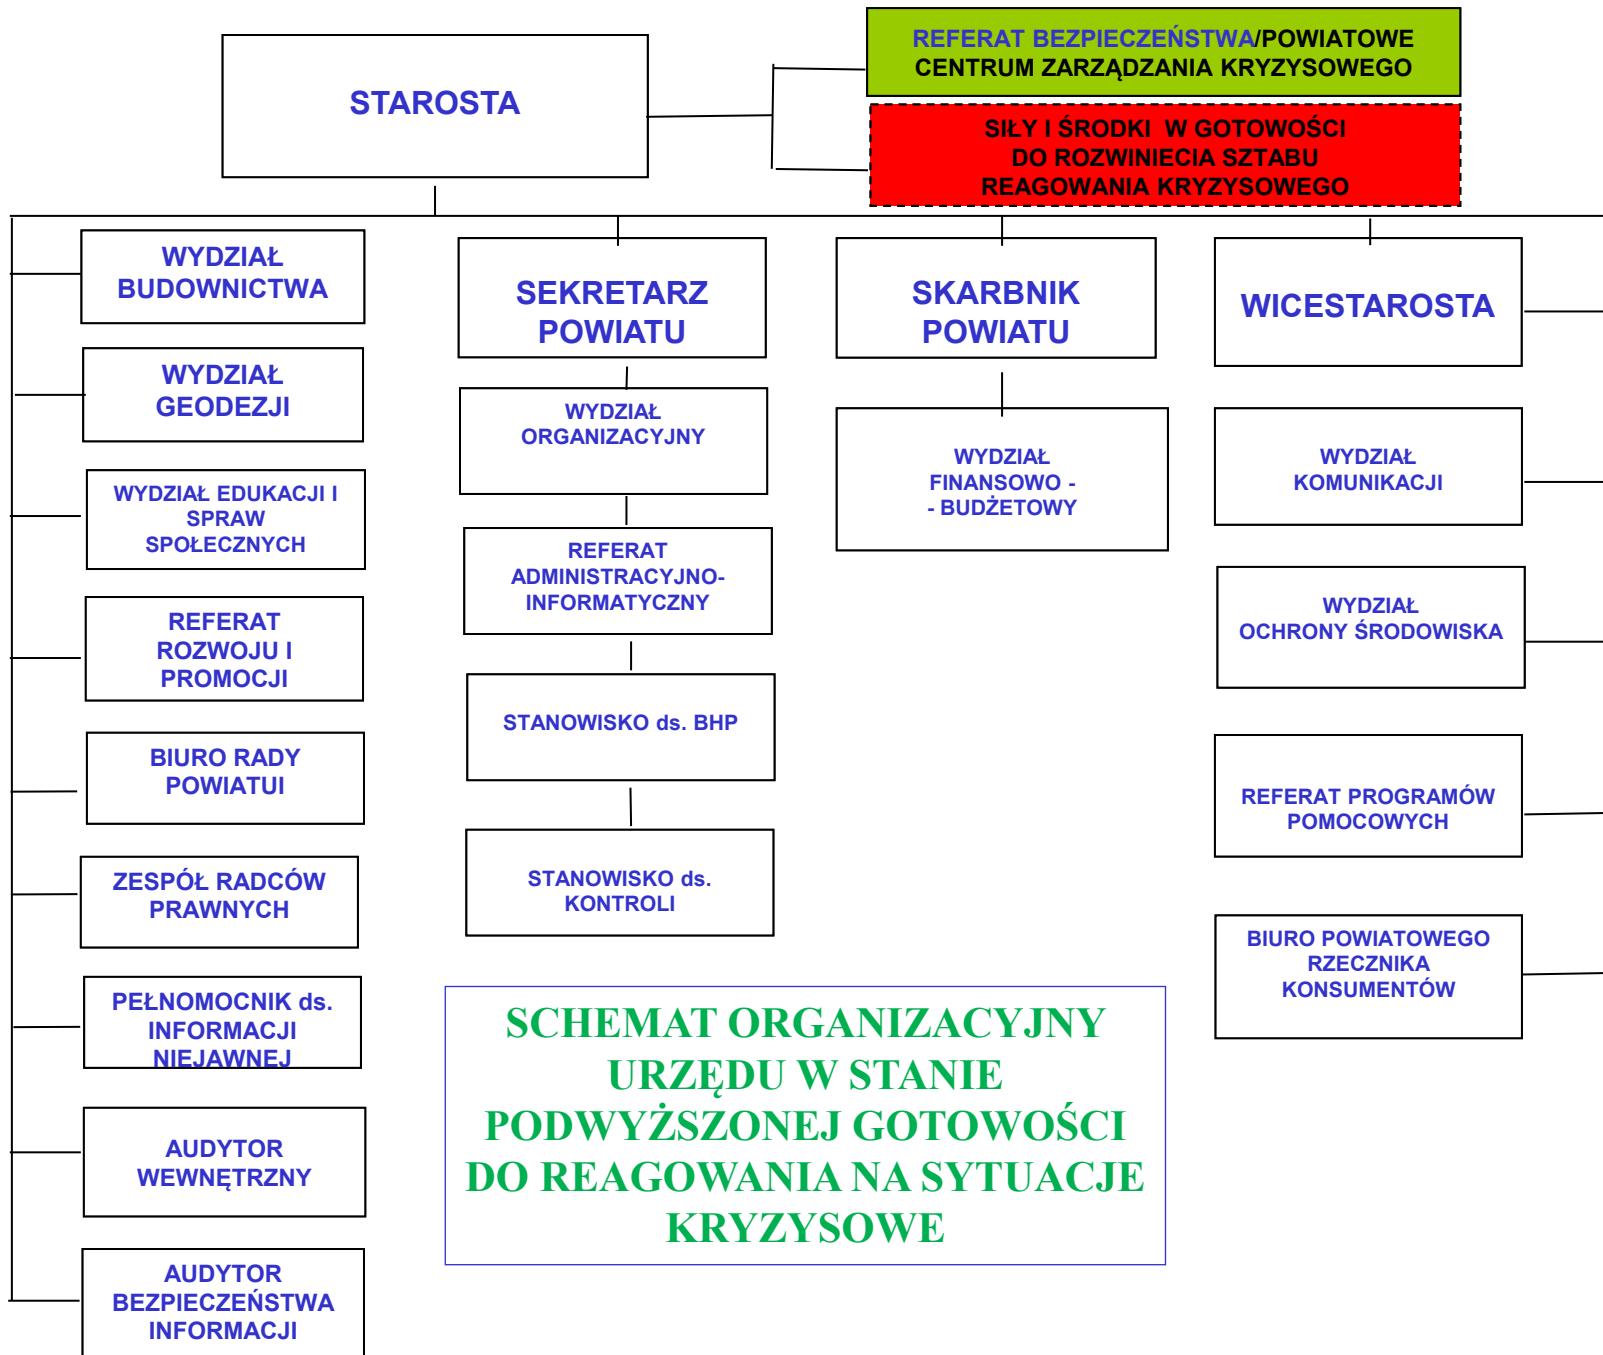 STAROSTA
REFERAT BEZPIECZEŃSTWA/POWIATOWE
CENTRUM ZARZĄDZANIA KRYZYSOWEGO
SIŁY I ŚRODKI W GOTOWOŚCI
DO ROZWINIECIA SZTABU
REAGOWANIA KRYZYSOWEGO
WYDZIAŁ
BUDOWNICTWA
WYDZIAŁ
GEODEZJI
WYDZIAŁ EDUKACJI I
SPRAW
SPOŁECZNYCH
REFERAT
ROZWOJU I
PROMOCJI
BIURO RADY
POWIATUI
ZESPÓŁ RADCÓW
PRAWNYCH
PEŁNOMOCNIK ds.
INFORMACJI
NIEJAWNEJ
AUDYTOR
WEWNĘTRZNY
AUDYTOR
BEZPIECZEŃSTWA
INFORMACJI
SEKRETARZ
POWIATU
WYDZIAŁ
ORGANIZACYJNY
REFERAT
ADMINISTRACYJNO-
INFORMATYCZNY
STANOWISKO ds. BHP
STANOWISKO ds.
KONTROLI
SKARBNIK
POWIATU
WYDZIAŁ
FINANSOWO -
- BUDŻETOWY
WICESTAROSTA
WYDZIAŁ
KOMUNIKACJI
WYDZIAŁ
OCHRONY ŚRODOWISKA
REFERAT PROGRAMÓW
POMOCOWYCH
BIURO POWIATOWEGO
RZECZNIKA
KONSUMENTÓW
SCHEMAT ORGANIZACYJNY
URZĘDU W STANIE
PODWYŻSZONEJ GOTOWOŚCI
DO REAGOWANIA NA SYTUACJE
KRYZYSOWE